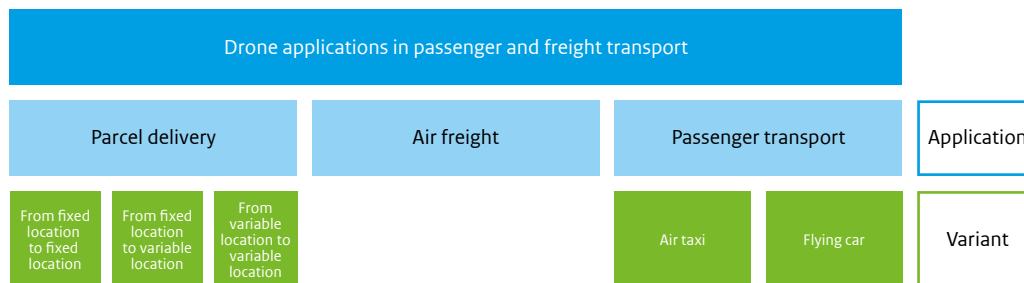 Drone applications in passenger and freight transport
Parcel delivery
Air freight
Passenger transport
Application
From fixed
location
to fixed
location
From fixed
location
to variable
location
From
variable
location to
variable
location
Air taxi
Flying car
Variant